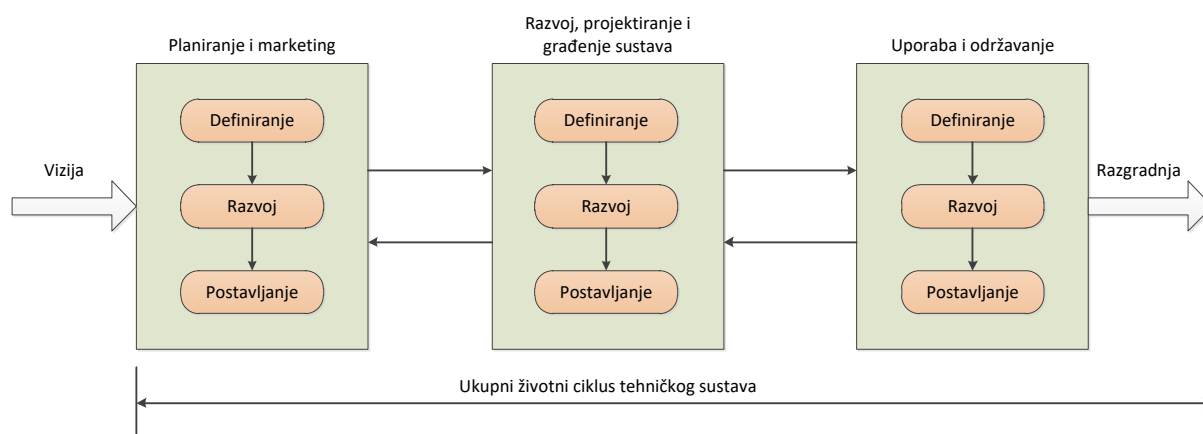 Razvoj, projektiranje i
građenje sustava
Planiranje i marketing
Uporaba i održavanje
Definiranje
Definiranje
Definiranje
Vizija
Razgradnja
Razvoj
Razvoj
Razvoj
Postavljanje
Postavljanje
Postavljanje
Ukupni životni ciklus tehničkog sustava